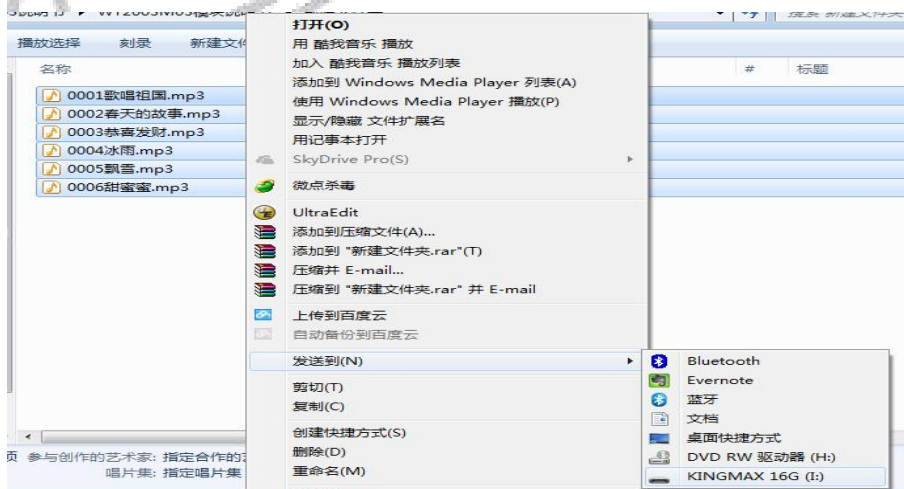 打开(O)
播放选择 刻录 新建文件
用 酷我音乐 播放
加入 酷我音乐 播放列表
名称 # 标题
添加到 Windows Media Player 列表(A)
0001歌唱祖国.mp3
使用 Windows Media Player 播放(P)
0002春天的故事.mp3
显示/隐藏 文件扩展名
0003恭喜发财.mp3
用记事本打开
0004冰雨.mp3
SkyDrive Pro(S)
0005飘雪.mp3
0006甜蜜蜜.mp3
微点杀毒
UltraEdit
添加到压缩文件(A)...
添加到 "新建文件夹.rar"(T)
压缩并 E-mail...
压缩到 "新建文件夹.rar" 并 E-mail
上传到百度云
自动备份到百度云
发送到(N)
Bluetooth
Evernote
剪切(T)
蓝牙
复制(C)
文档
创建快捷方式(S)
桌面快捷方式
删除(D)
DVD RW 驱动器 (H:)
重命名(M)
KINGMAX 16G (I:)
参与创作的艺术家: 指定合作的
唱片集: 指定唱片集